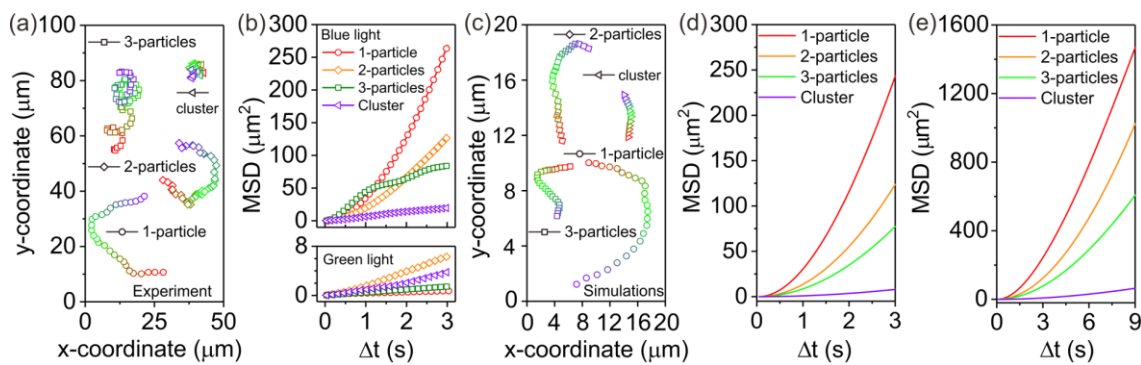 (a)
100
80
60
40
20
0
0
25
50
x-coordinate (μm)
y-coordinate (μm)
3-particles
cluster
2-particles
1-particle
Experiment
(b)
300
250
200
150
100
50
0
MSD (μm²)
Blue light
1-particle
2-particles
3-particles
Cluster
8
0
Green light
0
1
2
3
Δt (s)
(c)
20
16
12
8
4
0
y-coordinate (μm)
2-particles
cluster
1-particle
3-particles
Simulations
0
4
8
12
16
20
x-coordinate (μm)
(d)
300
250
200
150
100
50
0
MSD (μm²)
1-particle
2-particles
3-particles
Cluster
0
1
2
3
Δt (s)
(e)
1600
1200
800
400
0
MSD (μm²)
1-particle
2-particles
3-particles
Cluster
0
3
6
9
Δt (s)